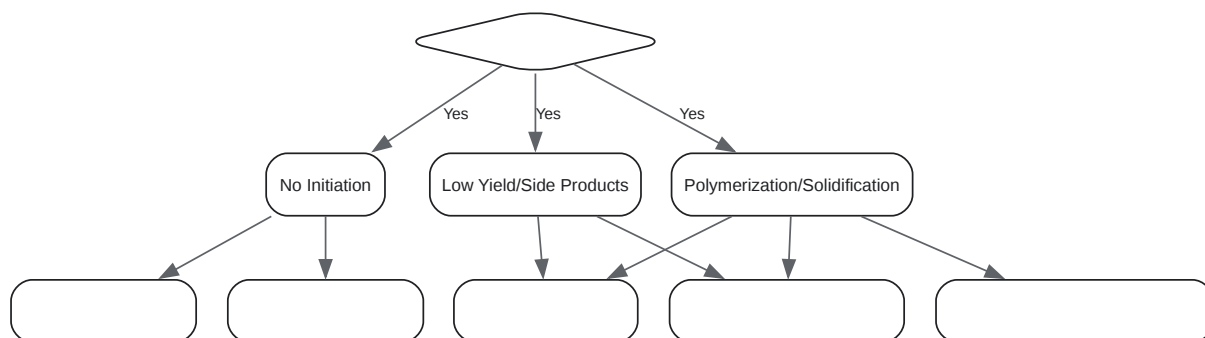 Yes
Yes
Yes
No Initiation
Low Yield/Side Products
Polymerization/Solidification